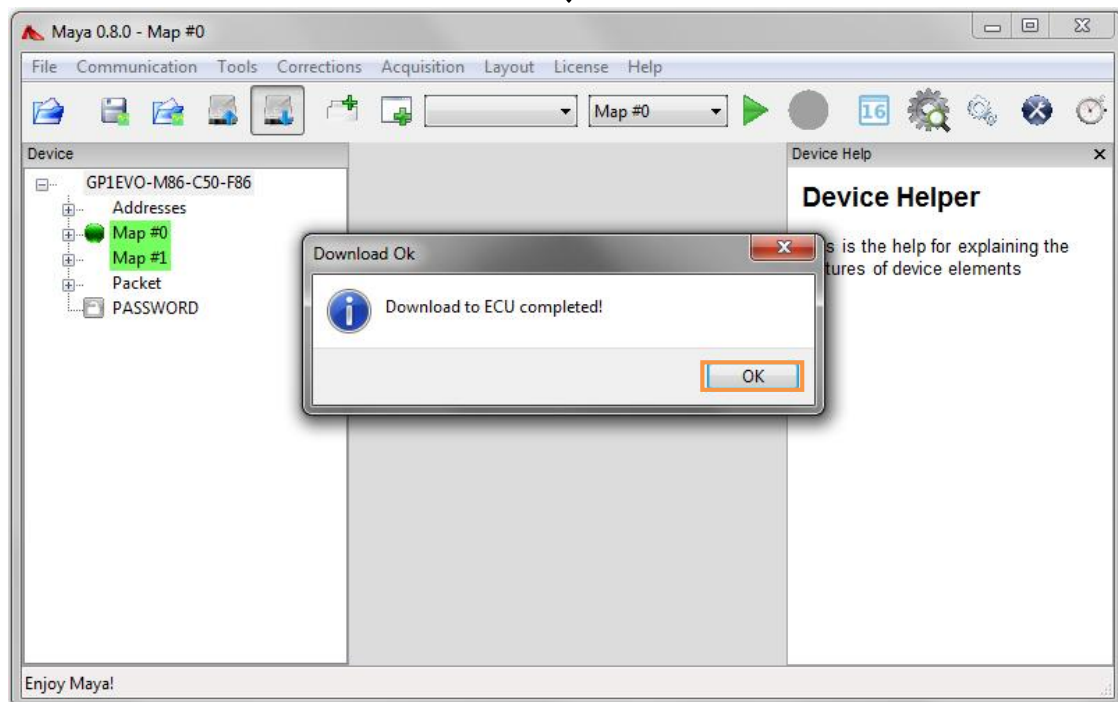 Maya 0.8.0 - Map #0
File Communication Tools Corrections Acquisition Layout License Help
Map #0
16
Device
Device Help
GP1EVO-M86-C50-F86
Addresses
Map #0
Map #1
Packet
PASSWORD
Device Helper
is the help for explaining the
of device elements
Download Ok
Download to ECU completed!
OK
Enjoy Maya!